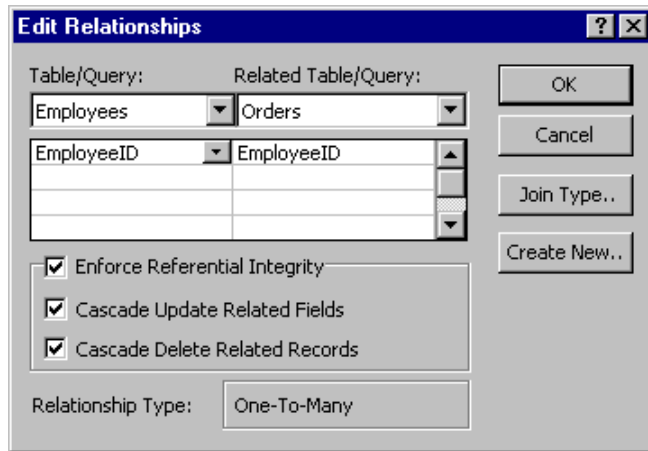 Edit Relationships
Table/Query: Related Table/Query:
Employees Orders
EmployeeID EmployeeID
Enforce Referential Integrity
Cascade Update Related Fields
Cascade Delete Related Records
Relationship Type: One-To-Many
OK
Cancel
Join Type..
Create New..